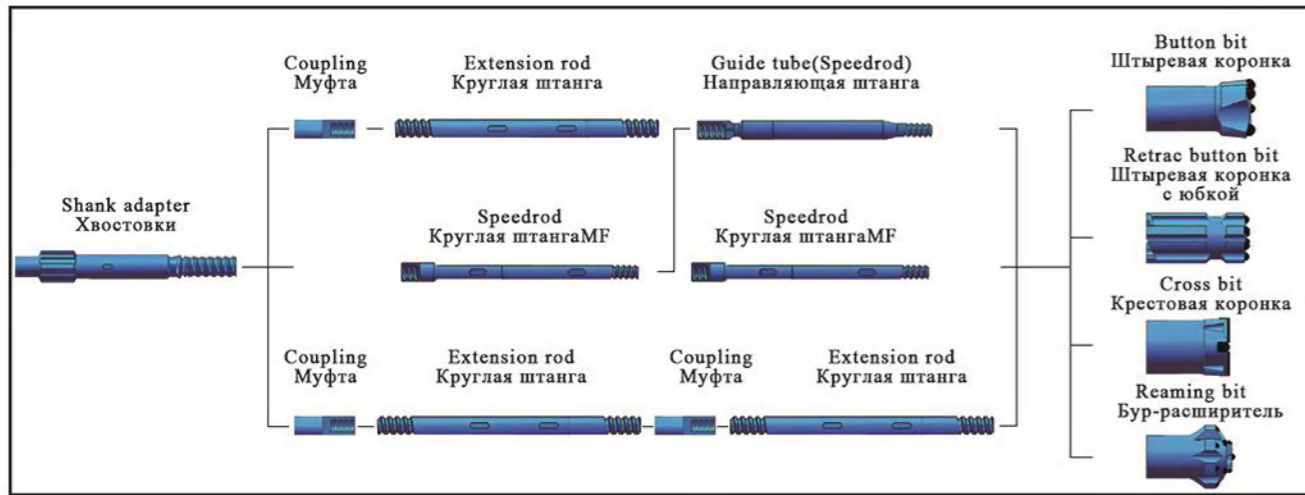 Shank adapter
Хвостовки
Coupling
Муфта
Extension rod
Круглая штанга
Guide tube(Speedrod)
Направляющая штанга
Speedrod
Круглая штангаMF
Speedrod
Круглая штангаMF
Coupling
Муфта
Extension rod
Круглая штанга
Coupling
Муфта
Extension rod
Круглая штанга
Button bit
Штыревая коронка
Retrac button bit
Штыревая коронка
с юбкой
Cross bit
Крестовая коронка
Reaming bit
Бур-расширитель